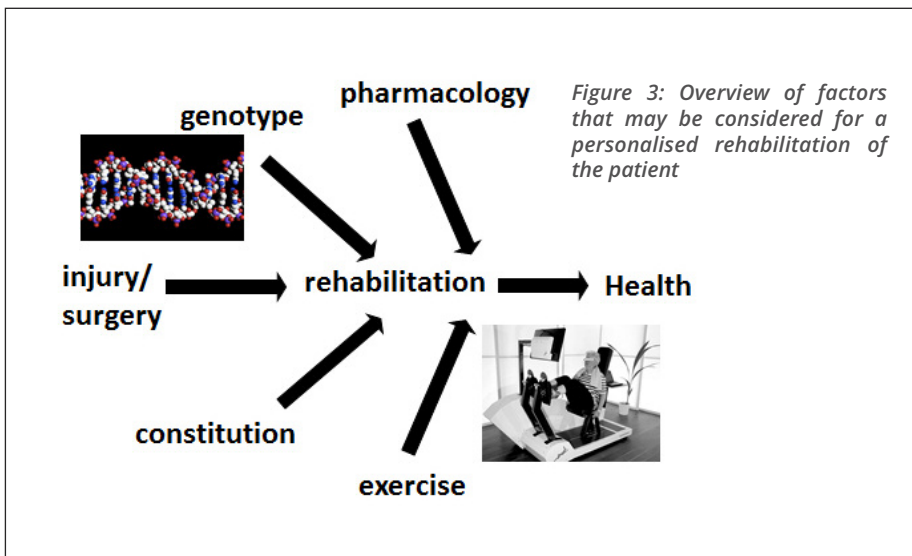 pharmacology
genotype
Figure 3: Overview of factors
that may be considered for a
personalised rehabilitation of
the patient
injury/
surgery
rehabilitation
Health
constitution
exercise